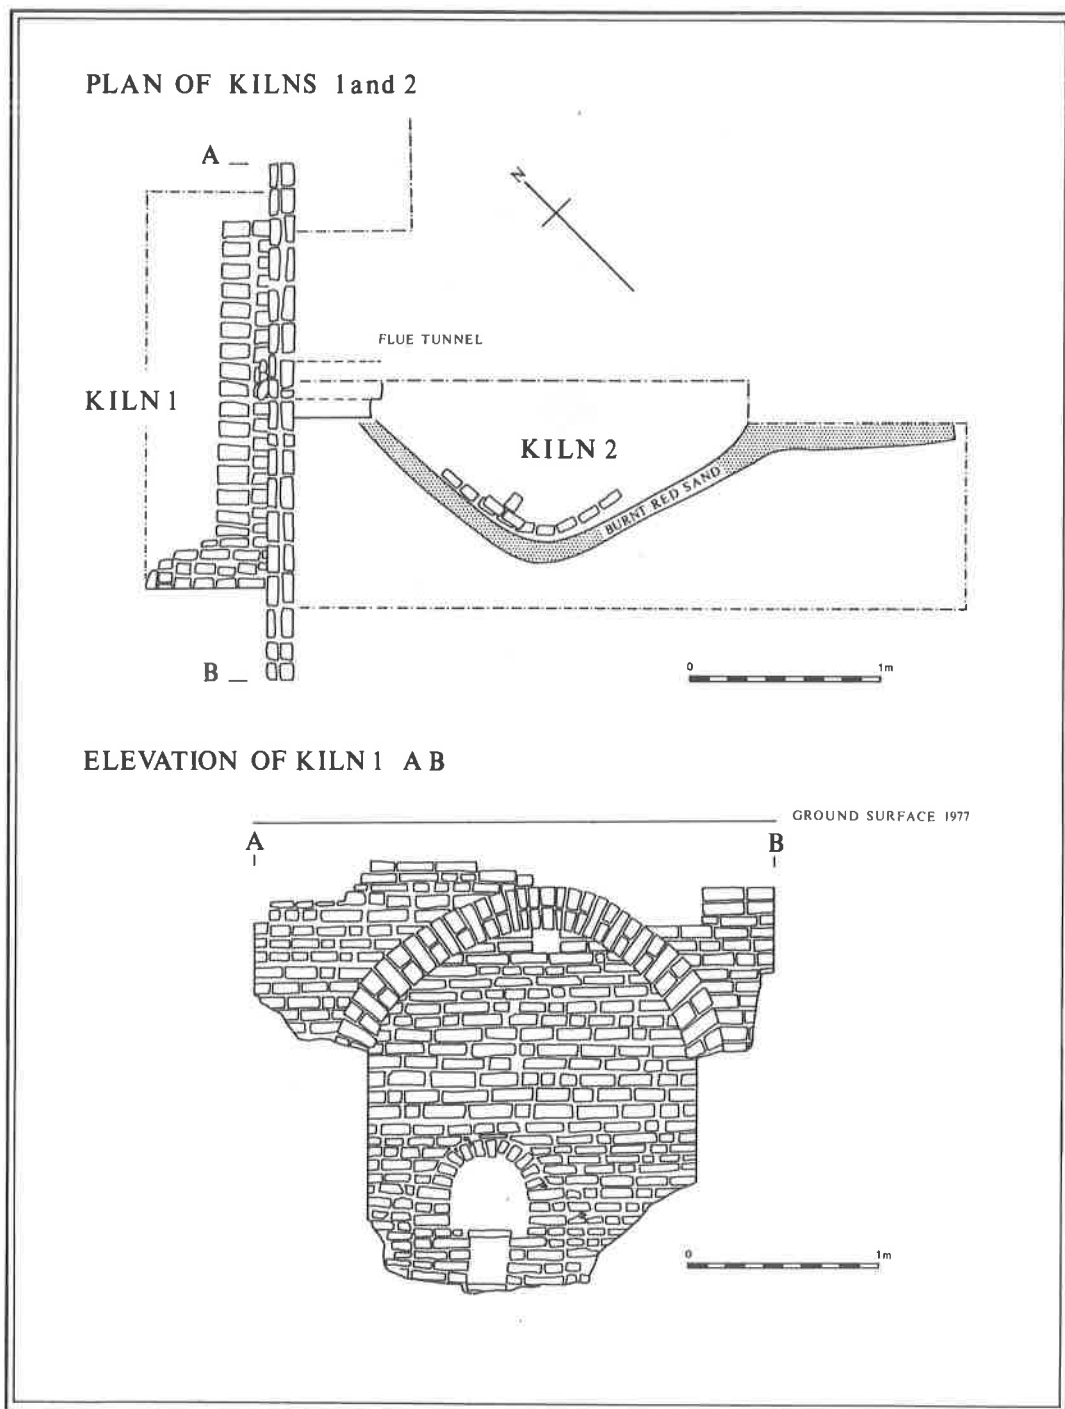 PLAN OF KILNS 1 and 2
A
N
FLUE TUNNEL
KILN 1
KILN 2
BURNT RED SAND
B
0 1m
ELEVATION OF KILN 1 A B
GROUND SURFACE 1977
A B
0 1m